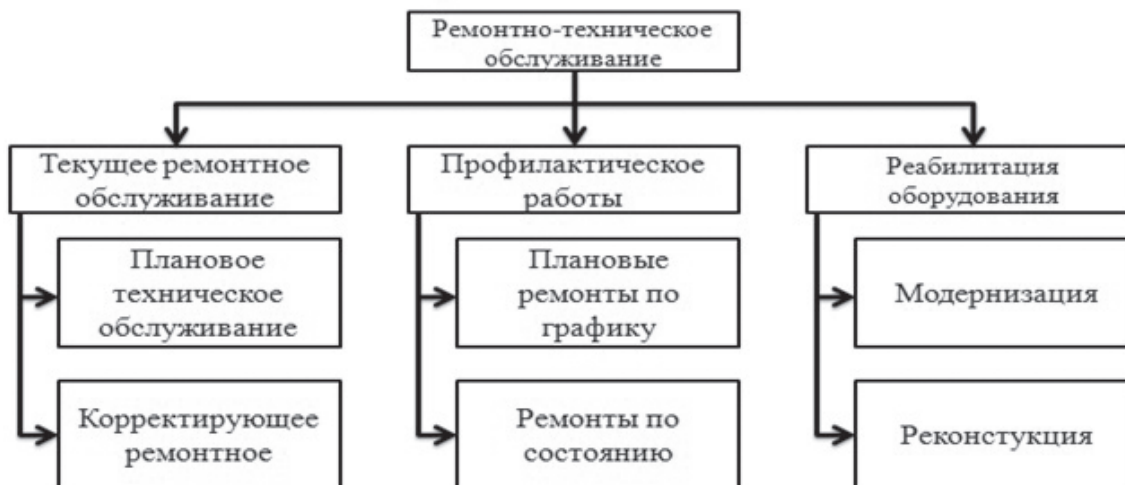 Ремонтно-техническое
обслуживание
Текущее ремонтное
обслуживание
Плановое
техническое
обслуживание
Корректирующее
ремонтное
Профилактическое
работы
Плановые
ремонты по
графику
Ремонты по
состоянию
Реабилитация
оборудования
Модернизация
Реконстукция